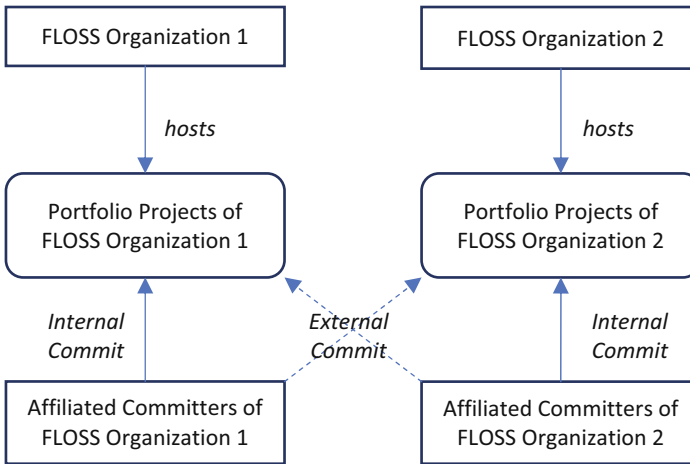 FLOSS Organization 1
FLOSS Organization 2
hosts
hosts
Portfolio Projects of
FLOSS Organization 1
Portfolio Projects of
FLOSS Organization 2
Internal
Commit
External
Commit
Internal
Commit
Affiliated Committers of
FLOSS Organization 1
Affiliated Committers of
FLOSS Organization 2